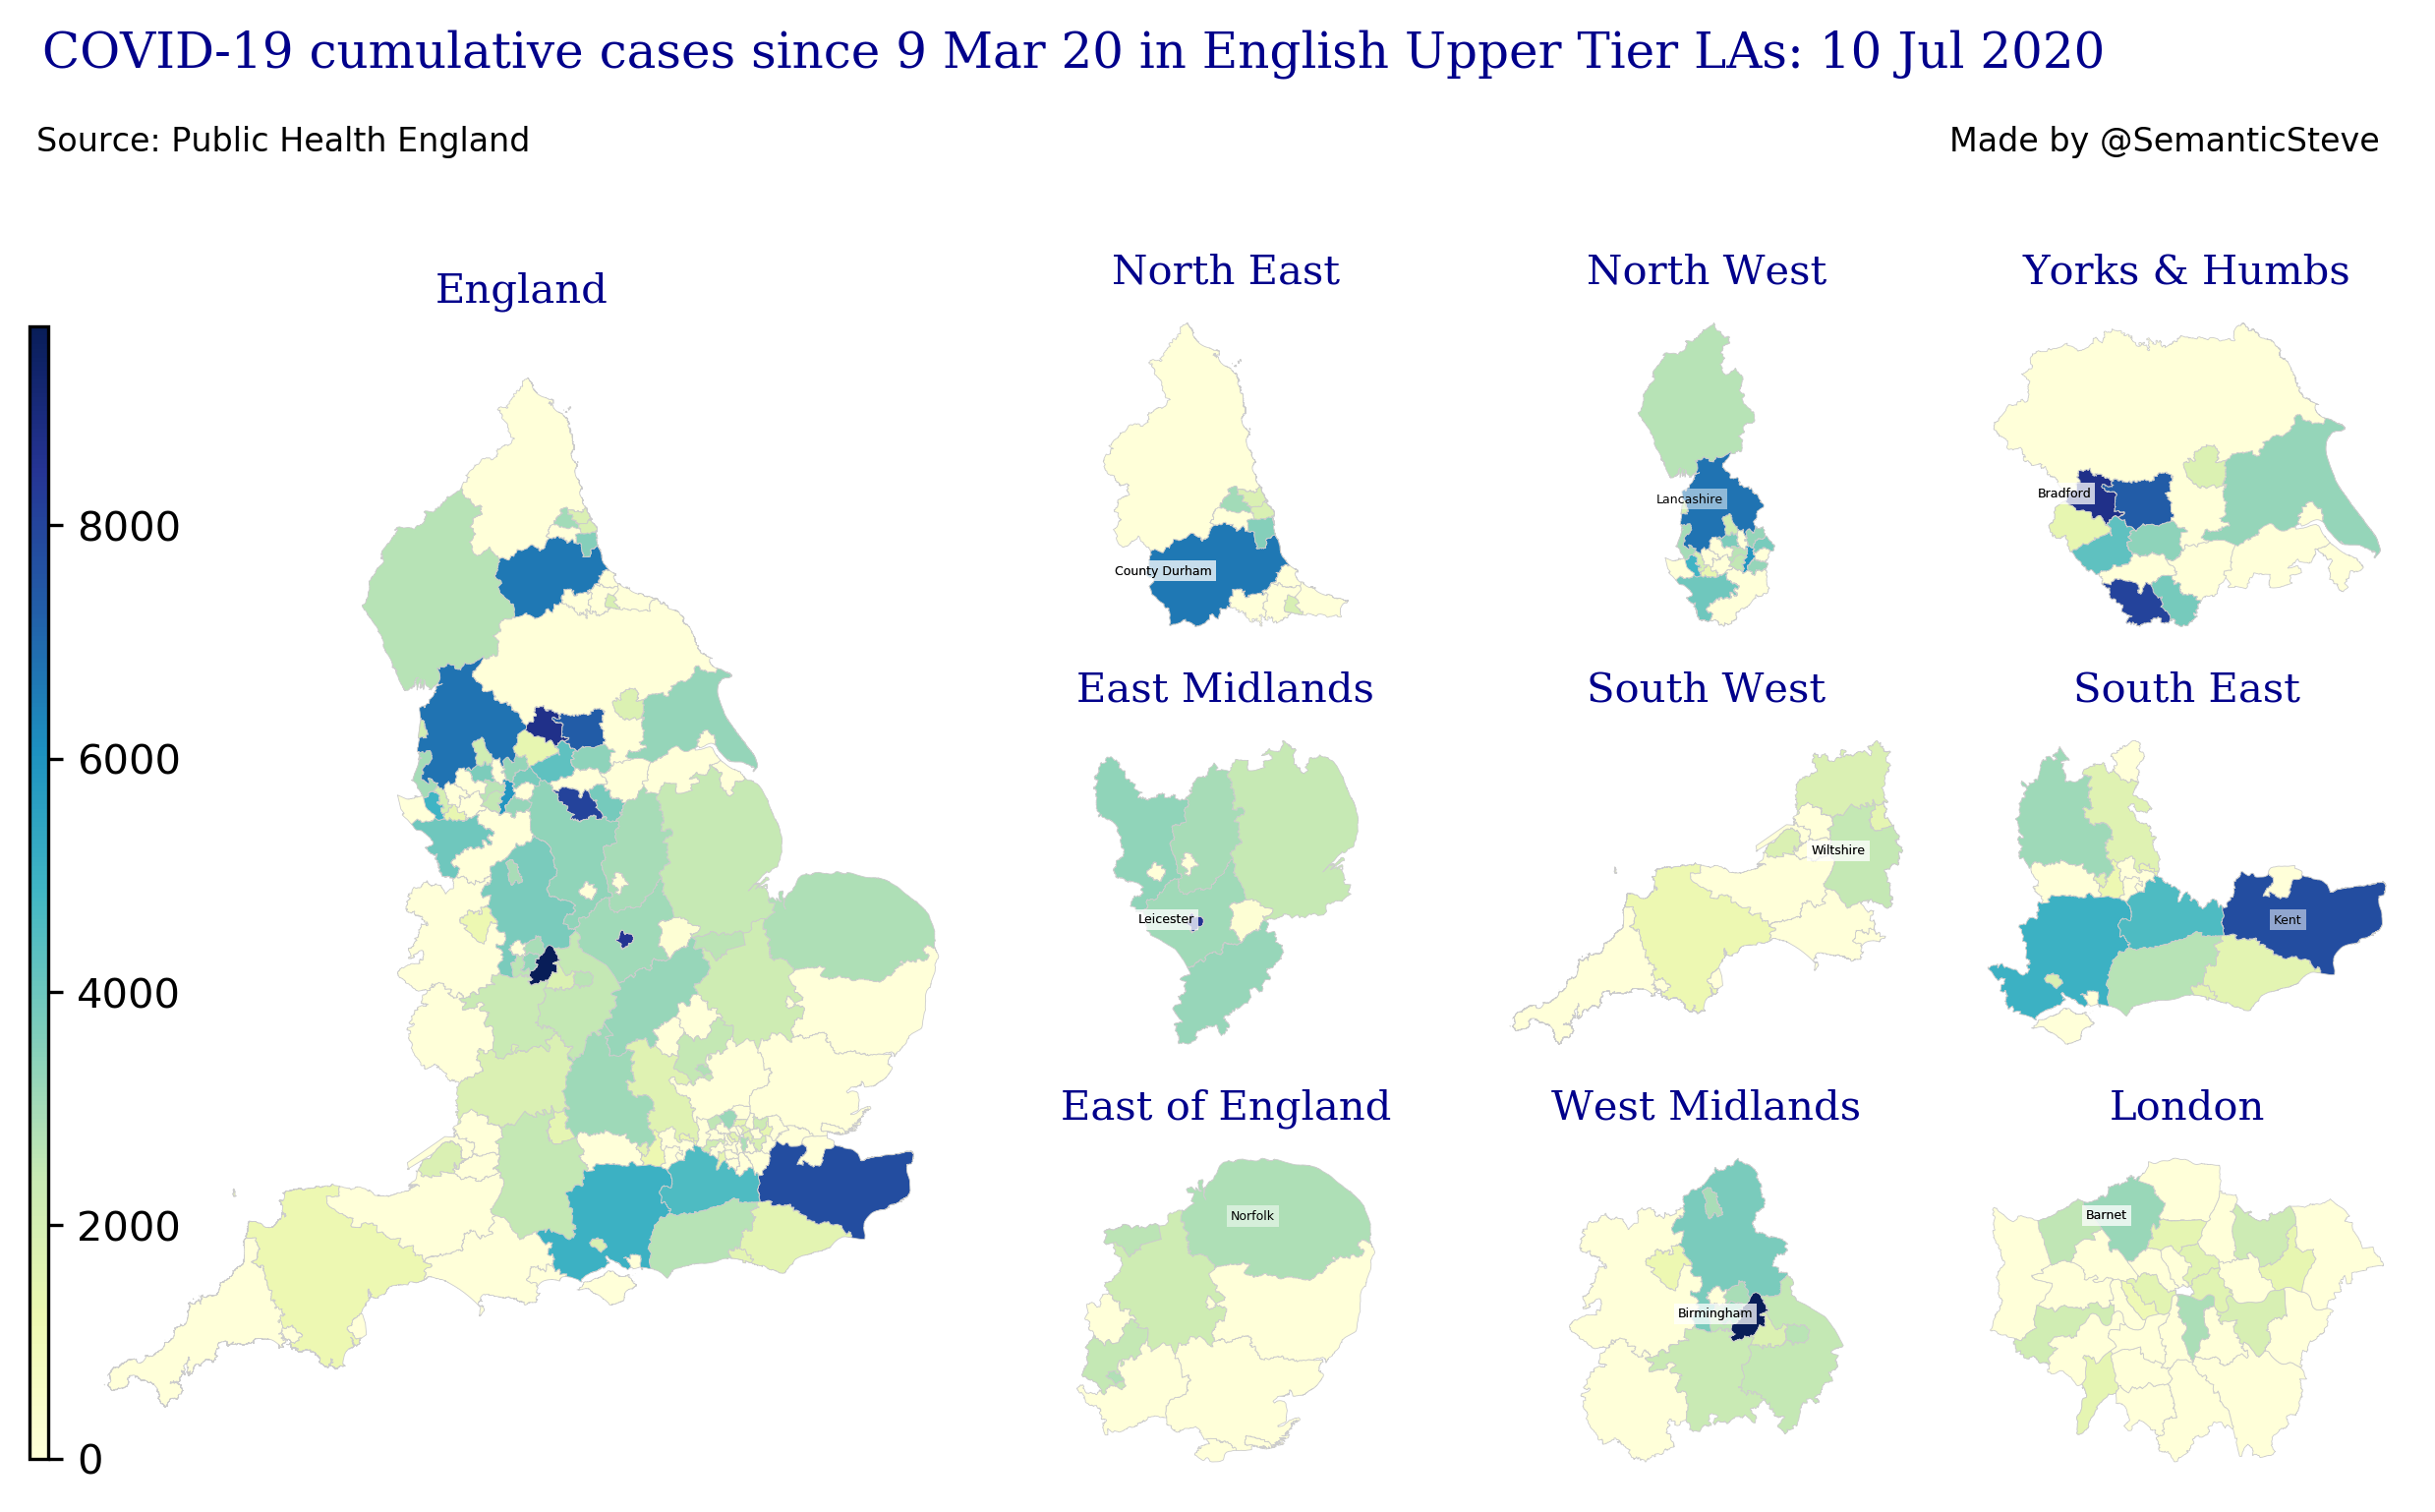 COVID-19 cumulative cases since 9 Mar 20 in English Upper Tier LAs: 10 Jul 2020
Source: Public Health England
Made by @SemanticSteve
England
8000
6000
4000
2000
0
North East
County Durham
North West
Lancashire
Yorks & Humbs
Bradford
East Midlands
Leicester
South West
Wiltshire
South East
Kent
East of England
Norfolk
West Midlands
Birmingham
London
Barnet